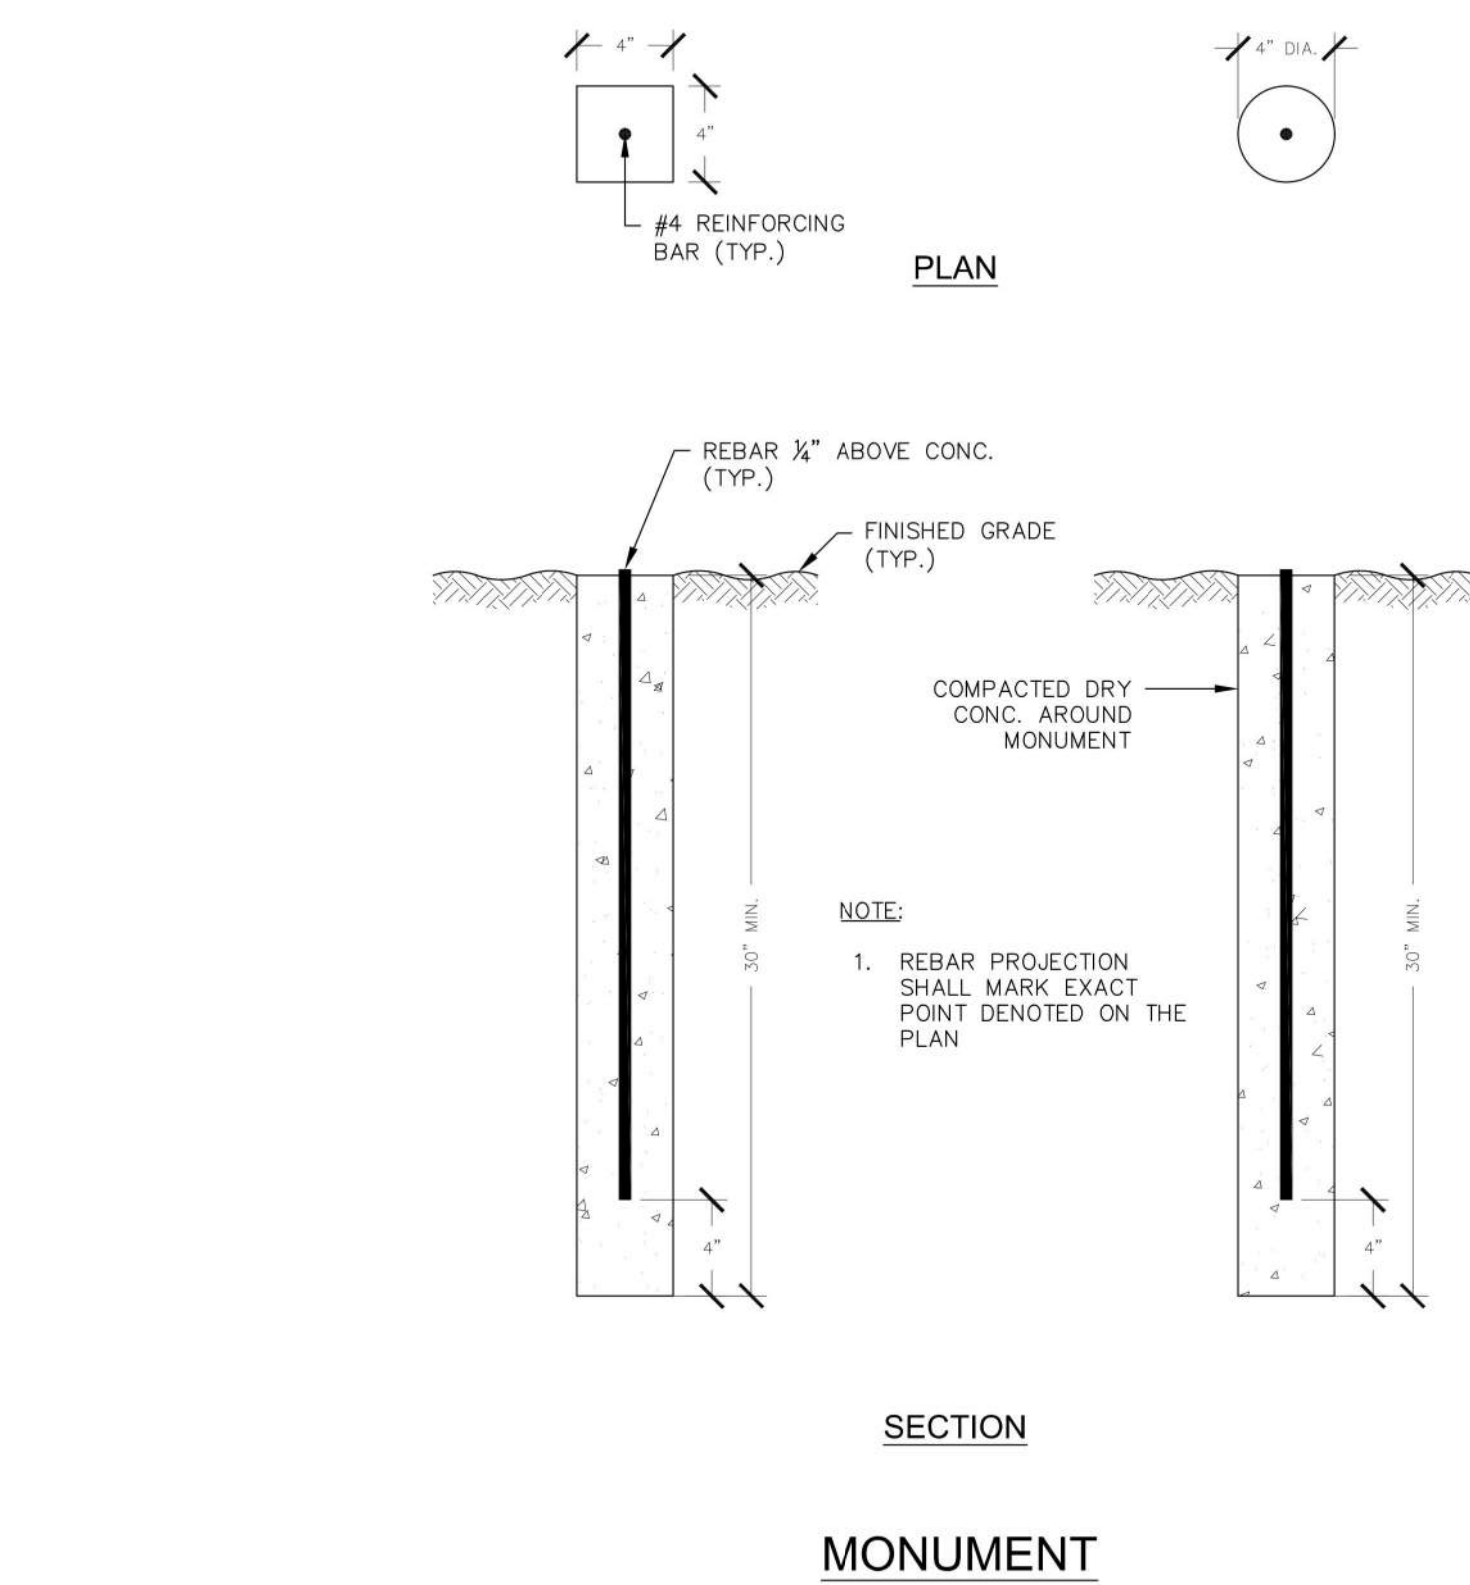 4"
4" DIA.
4"
#4 REINFORCING
BAR (TYP.)
PLAN
REBAR ¼" ABOVE CONC.
(TYP.)
FINISHED GRADE
(TYP.)
COMPACTED DRY
CONC. AROUND
MONUMENT
30" MIN.
30" MIN.
NOTE:
1. REBAR PROJECTION
SHALL MARK EXACT
POINT DENOTED ON THE
PLAN
4"
4"
SECTION
MONUMENT